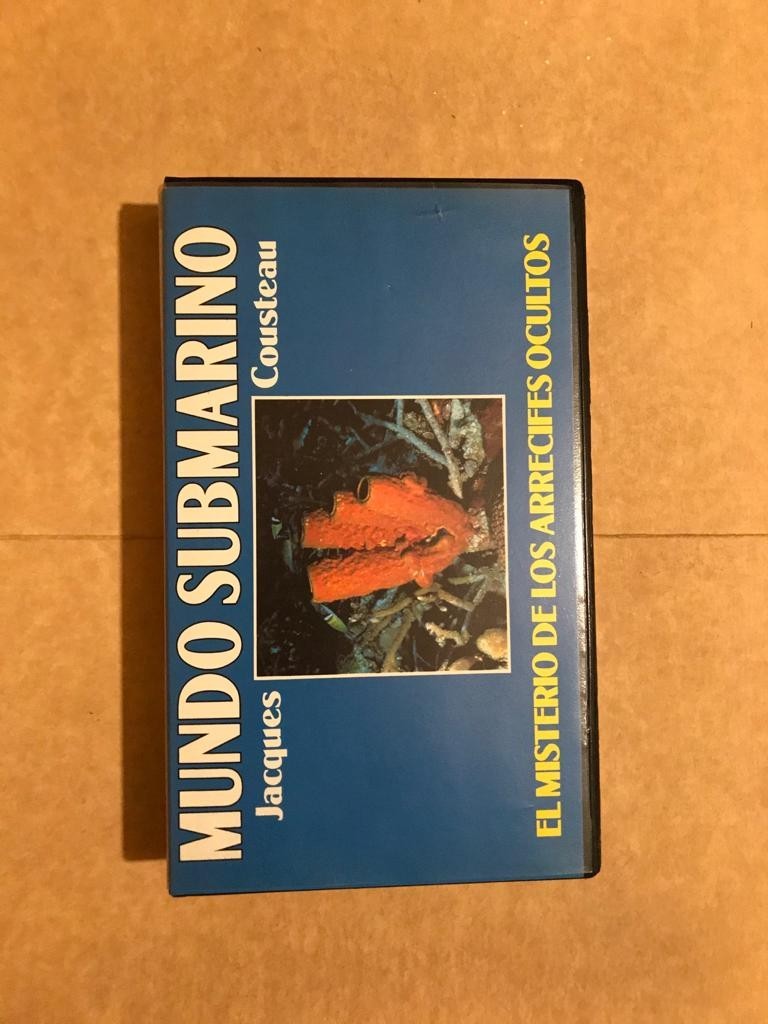 MUNDO SUBMARINO
Jacques Cousteau
EL MISTERIO DE LOS ARRECIFES OCULTOS